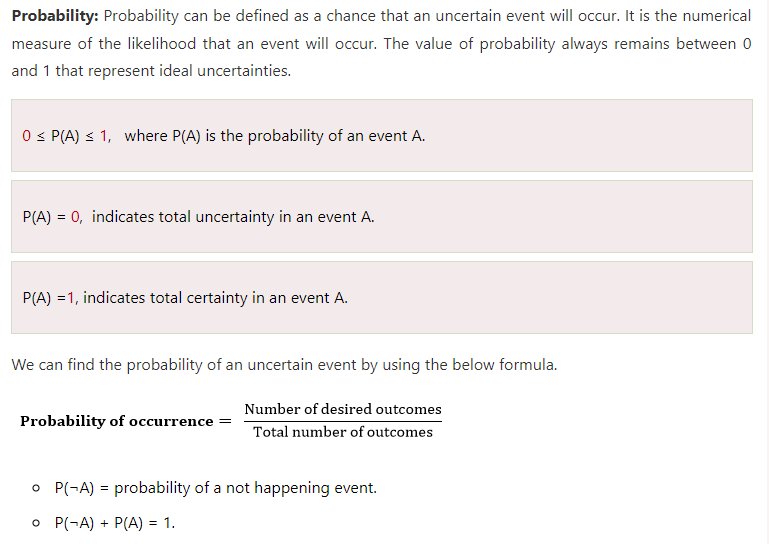 Probability: Probability can be defined as a chance that an uncertain event will occur. It is the numerical
measure of the likelihood that an event will occur. The value of probability always remains between 0
and 1 that represent ideal uncertainties.
0 ≤ P(A) ≤ 1, where P(A) is the probability of an event A.
P(A) = 0, indicates total uncertainty in an event A.
P(A) =1, indicates total certainty in an event A.
We can find the probability of an uncertain event by using the below formula.
Probability of occurrence = Number of desired outcomes
Total number of outcomes
○ P(¬A) = probability of a not happening event.
○ P(¬A) + P(A) = 1.